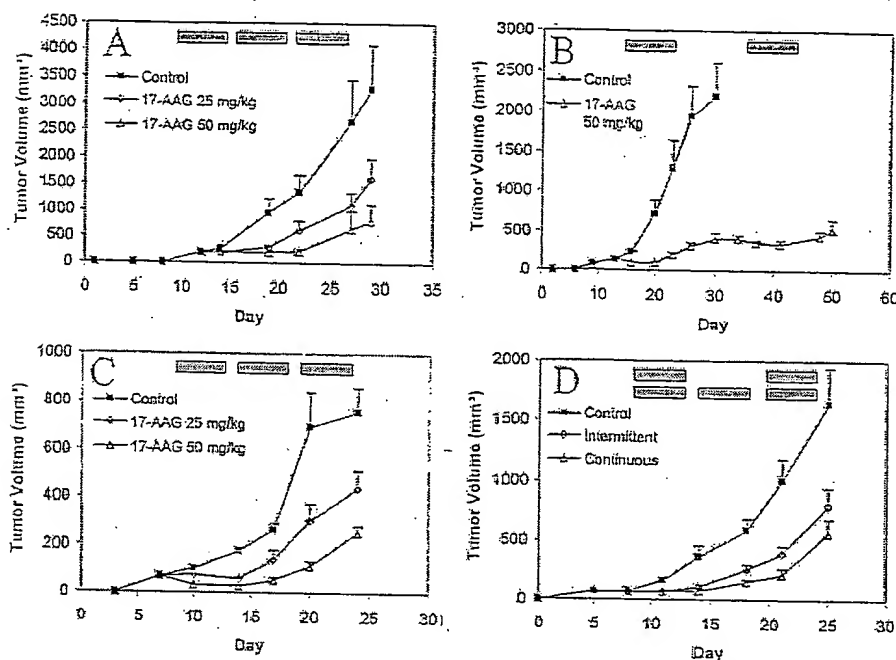 A
4500
4000
3500
3000
2500
2000
1500
1000
500
0
Tumor Volume (mm³)
Control
17-AAG 25 mg/kg
17-AAG 50 mg/kg
0 5 10 15 20 25 30 35
Day
B
3000
2500
2000
1500
1000
500
0
Tumor Volume (mm³)
Control
17-AAG
50 mg/kg
0 10 20 30 40 50 60
Day
C
1000
800
600
400
200
0
Tumor Volume (mm³)
Control
17-AAG 25 mg/kg
17-AAG 50 mg/kg
0 5 10 15 20 25 30
Day
D
2000
1500
1000
500
0
Tumor Volume (mm³)
Control
Intermittent
Continuous
0 5 10 15 20 25 30
Day